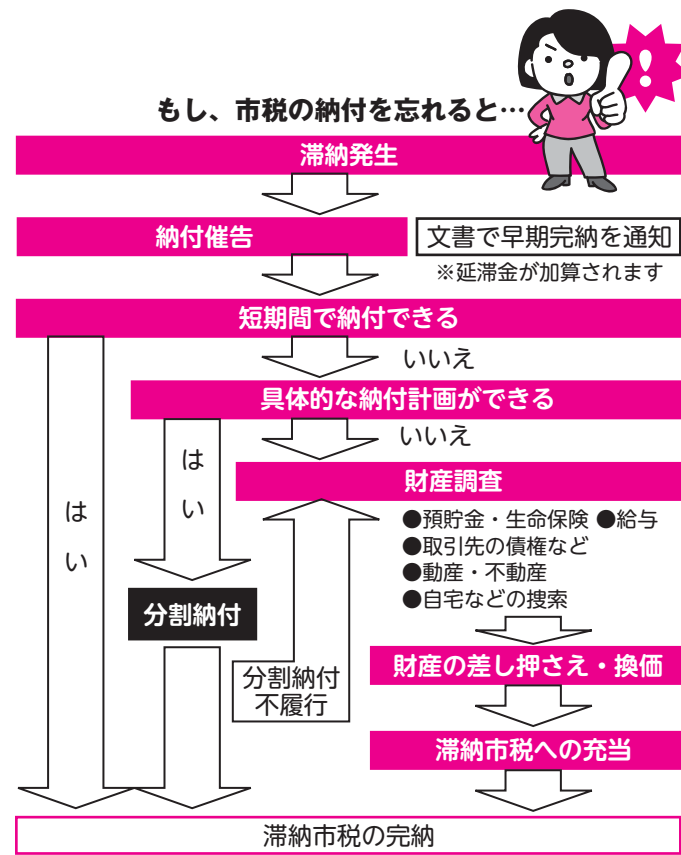 もし、市税の納付を忘れると…
滞納発生
納付催告
文書で早期完納を通知
※延滞金が加算されます
短期間で納付できる
いいえ
具体的な納付計画ができる
いいえ
はい
はい
財産調査
●預貯金・生命保険 ●給与
●取引先の債権など
●動産・不動産
●自宅などの捜索
分割納付
分割納付
不履行
財産の差し押さえ・換価
滞納市税への充当
滞納市税の完納